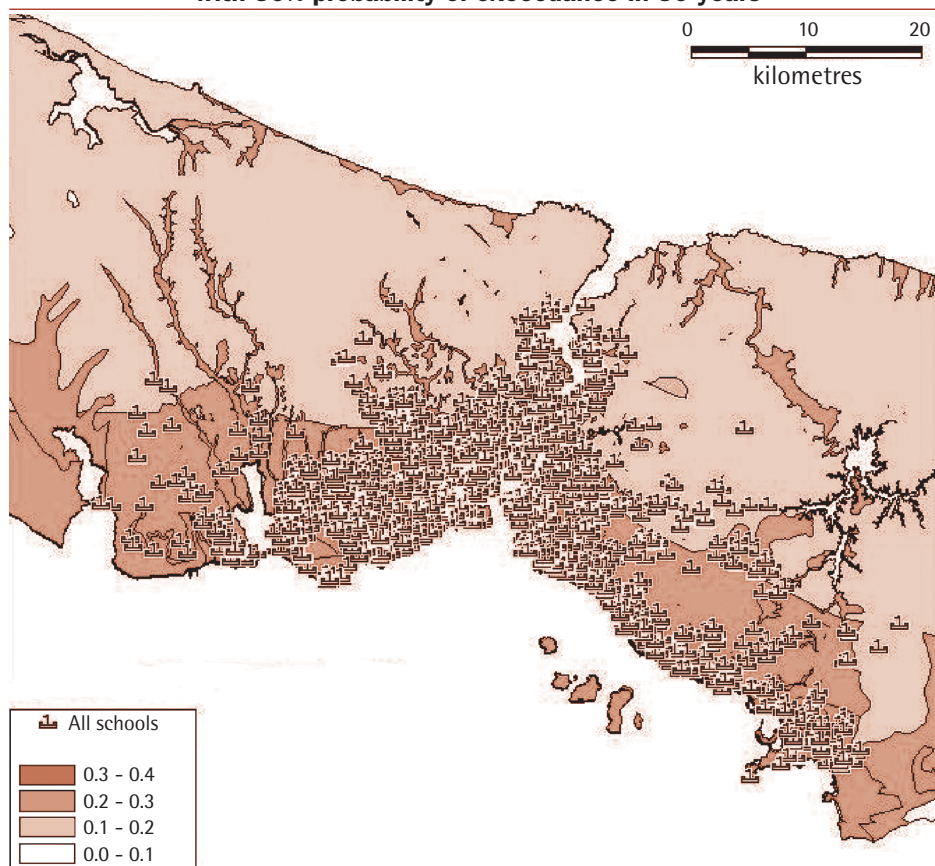 with 50% probability of exceedance in 50 years
0 10 20
kilometres
All schools
0.3 - 0.4
0.2 - 0.3
0.1 - 0.2
0.0 - 0.1